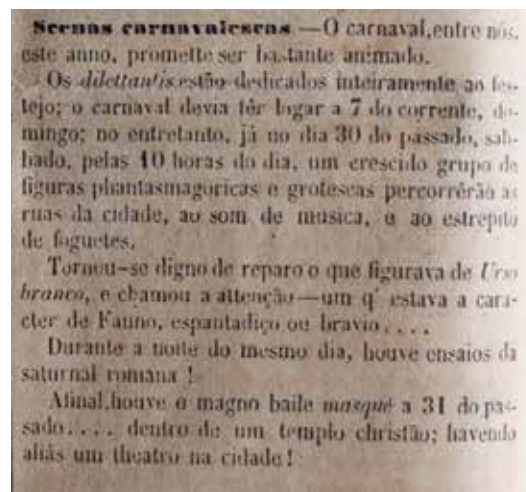 Scenas carnavalescas.—O carnaval, entre nós,
este anno, promette ser bastante animado.
Os dilettantis estão dedicados inteiramente ao fes-
tejo; o carnaval devia têr logar a 7 do corrente, do-
mingo; no entretanto, já no dia 30 do passado, sab-
bado, pelas 10 horas do dia, um crescido grupo de
figuras phantasmagoricas e grotescas percorrêrão as
ruas da cidade, ao som de musica, e ao estrepito
de foguetes.
Tornou-se digno de reparo o que figurava de Urso
branco, e chamou a attenção—um q' estava a cara-
cter de Fauno, espantadiço ou bravio....
Durante a noite do mesmo dia, houve ensaios da
saturnal romana!
Afinal, houve o magno baile masqué a 31 do pas-
sado.... dentro de um templo christão; havendo
aliás um theatro na cidade!